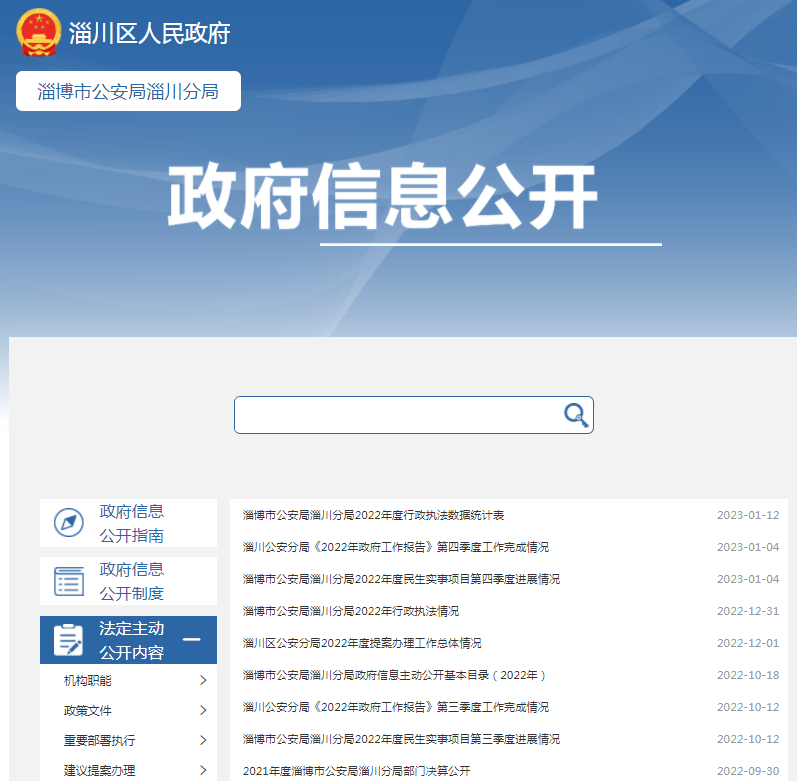 淄川区人民政府
淄博市公安局淄川分局
政府信息公开
政府信息
公开指南
政府信息
公开制度
法定主动
公开内容
机构职能
政策文件
重要部署执行
建议提案办理
淄博市公安局淄川分局2022年度行政执法数据统计表 2023-01-12
淄川公安分局《2022年政府工作报告》第四季度工作完成情况 2023-01-04
淄博市公安局淄川分局2022年度民生实事项目第四季度进展情况 2023-01-04
淄博市公安局淄川分局2022年行政执法情况 2022-12-31
淄川区公安分局2022年度提案办理工作总体情况 2022-12-01
淄博市公安局淄川分局政府信息主动公开基本目录（2022年） 2022-10-18
淄川公安分局《2022年政府工作报告》第三季度工作完成情况 2022-10-12
淄博市公安局淄川分局2022年度民生实事项目第三季度进展情况 2022-10-12
2021年度淄博市公安局淄川分局部门决算公开 2022-09-30